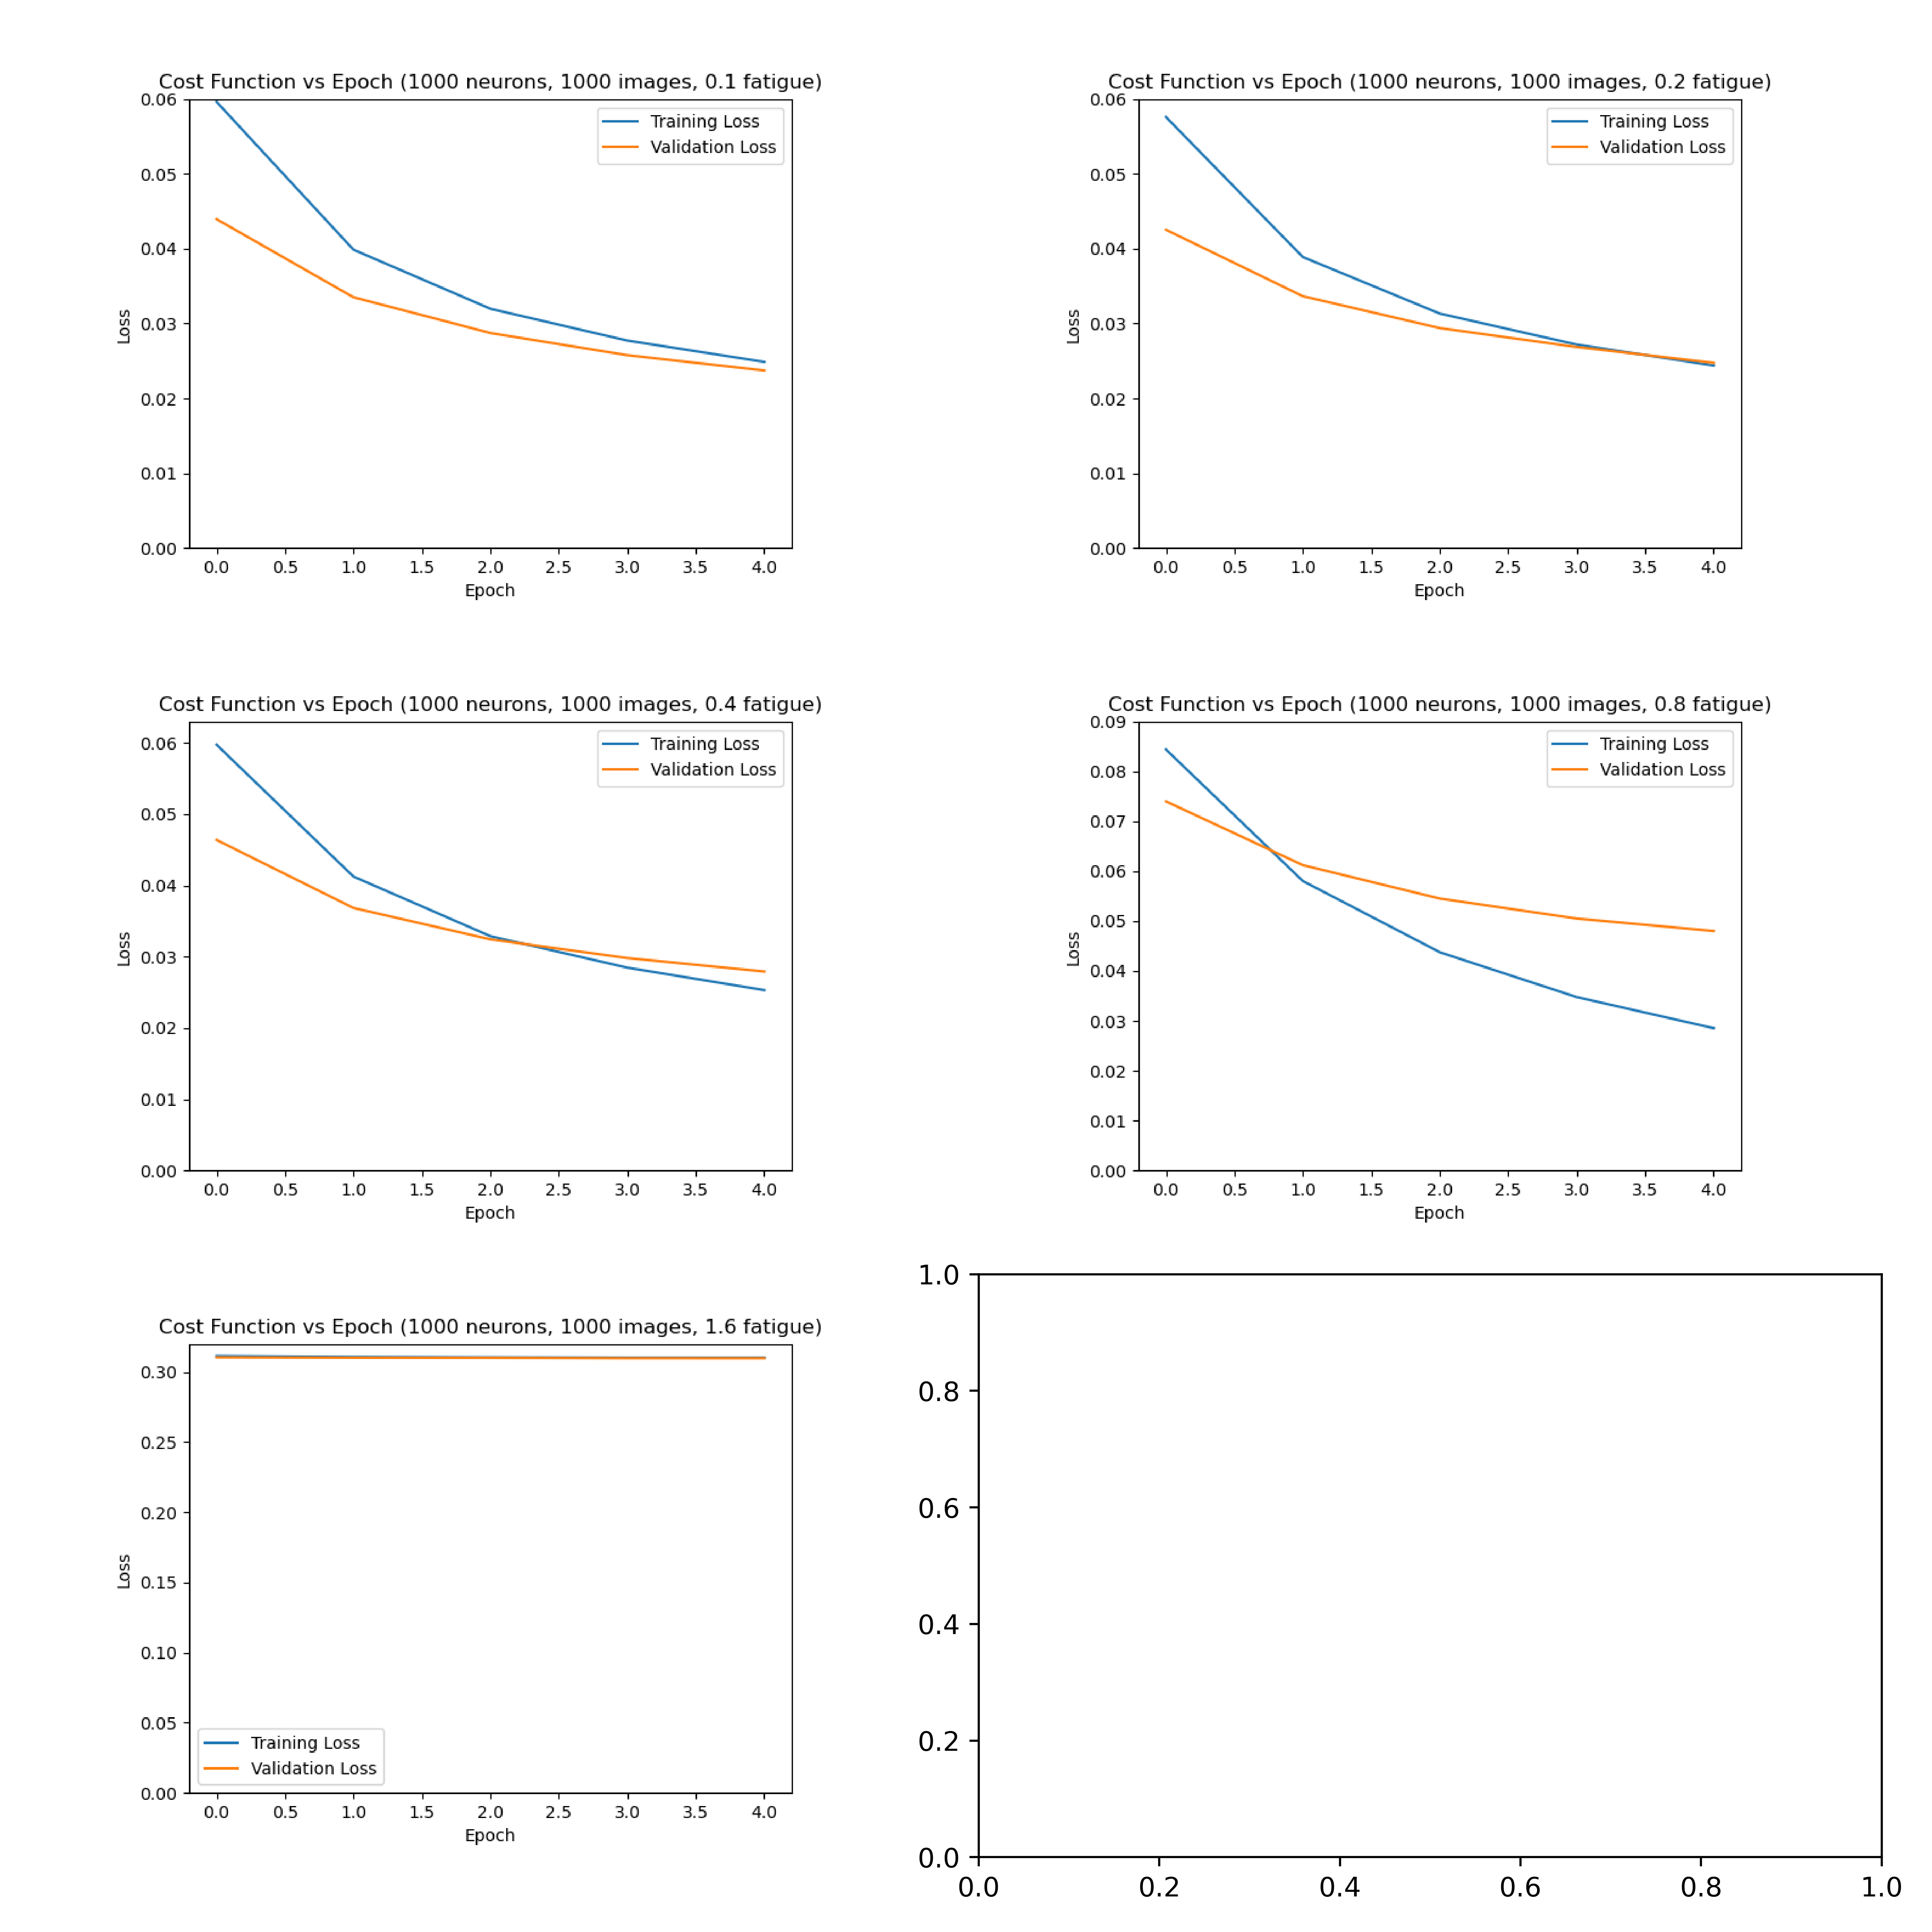 Cost Function vs Epoch (1000 neurons, 1000 images, 0.1 fatigue)
0.06
0.05
0.04
0.03
0.02
0.01
0.00
Loss
Training Loss
Validation Loss
0.0 0.5 1.0 1.5 2.0 2.5 3.0 3.5 4.0
Epoch
Cost Function vs Epoch (1000 neurons, 1000 images, 0.2 fatigue)
0.06
0.05
0.04
0.03
0.02
0.01
0.00
Loss
Training Loss
Validation Loss
0.0 0.5 1.0 1.5 2.0 2.5 3.0 3.5 4.0
Epoch
Cost Function vs Epoch (1000 neurons, 1000 images, 0.4 fatigue)
0.06
0.05
0.04
0.03
0.02
0.01
0.00
Loss
Training Loss
Validation Loss
0.0 0.5 1.0 1.5 2.0 2.5 3.0 3.5 4.0
Epoch
Cost Function vs Epoch (1000 neurons, 1000 images, 0.8 fatigue)
0.09
0.08
0.07
0.06
0.05
0.04
0.03
0.02
0.01
0.00
Loss
Training Loss
Validation Loss
0.0 0.5 1.0 1.5 2.0 2.5 3.0 3.5 4.0
Epoch
Cost Function vs Epoch (1000 neurons, 1000 images, 1.6 fatigue)
0.30
0.25
0.20
0.15
0.10
0.05
0.00
Loss
Training Loss
Validation Loss
0.0 0.5 1.0 1.5 2.0 2.5 3.0 3.5 4.0
Epoch
1.0
0.8
0.6
0.4
0.2
0.0
0.0 0.2 0.4 0.6 0.8 1.0